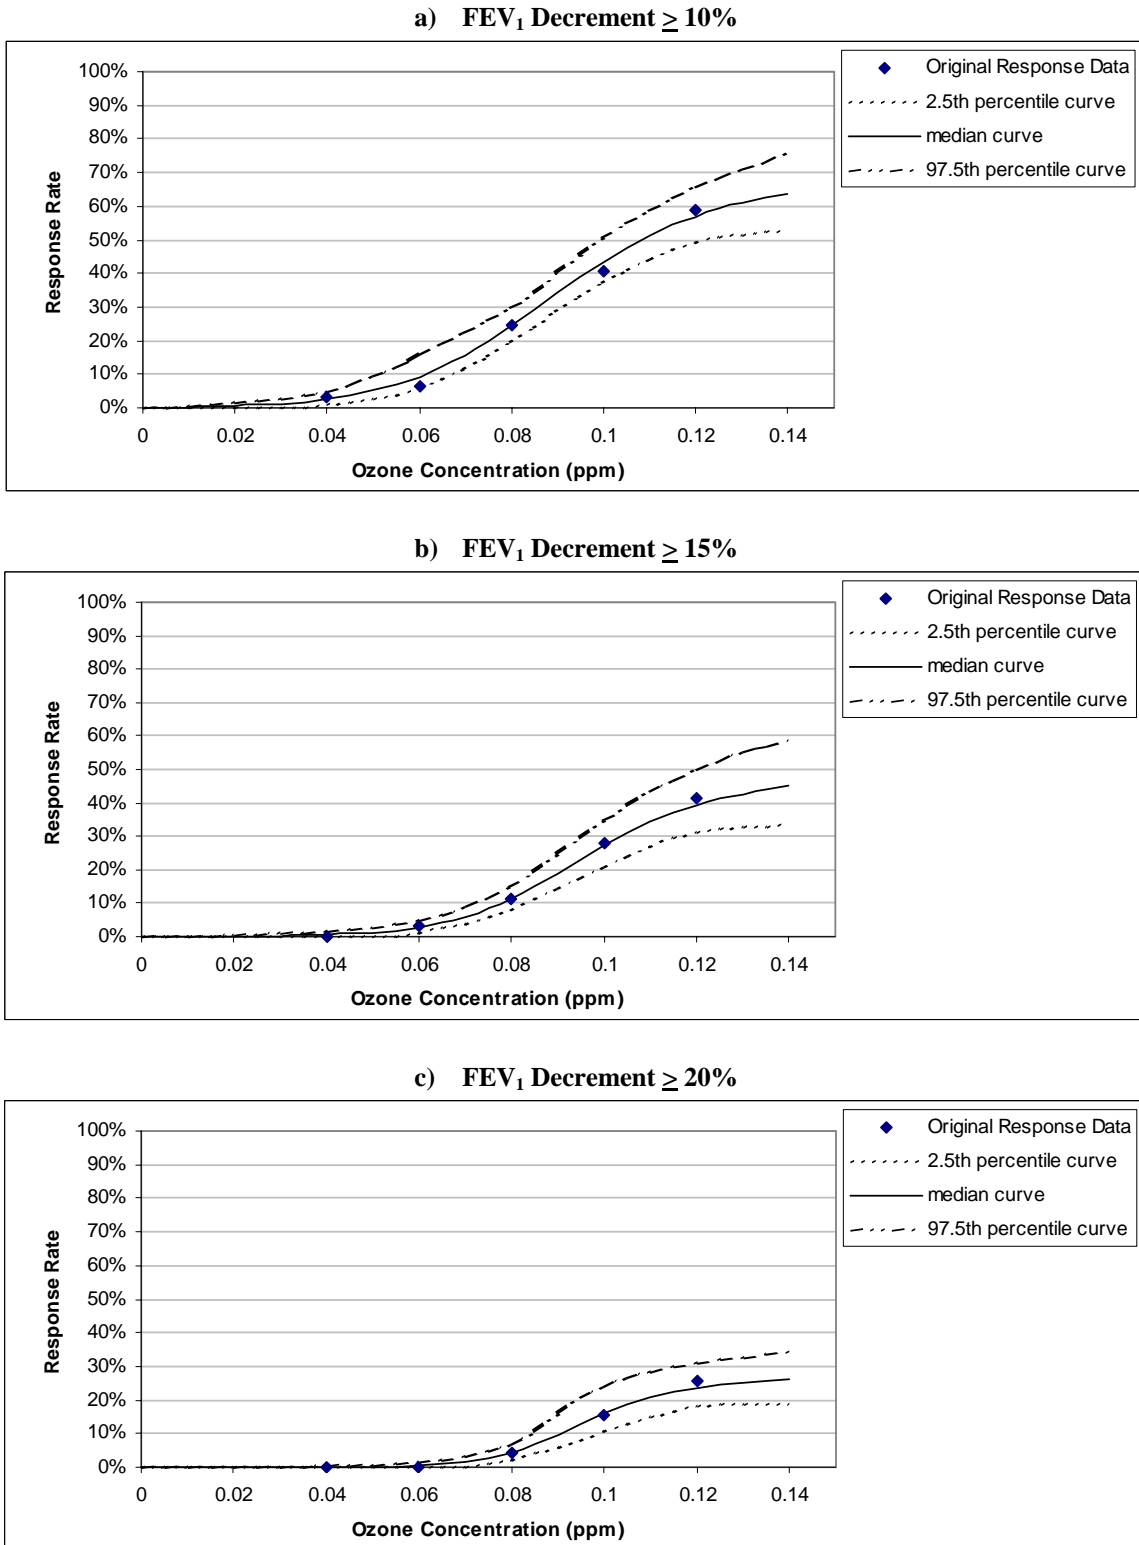 a) FEV₁ Decrement ≥ 10%
100%
90%
80%
70%
60%
50%
40%
30%
20%
10%
0%
Response Rate
0 0.02 0.04 0.06 0.08 0.1 0.12 0.14
Ozone Concentration (ppm)
Original Response Data
2.5th percentile curve
median curve
97.5th percentile curve
b) FEV₁ Decrement ≥ 15%
100%
90%
80%
70%
60%
50%
40%
30%
20%
10%
0%
Response Rate
0 0.02 0.04 0.06 0.08 0.1 0.12 0.14
Ozone Concentration (ppm)
Original Response Data
2.5th percentile curve
median curve
97.5th percentile curve
c) FEV₁ Decrement ≥ 20%
100%
90%
80%
70%
60%
50%
40%
30%
20%
10%
0%
Response Rate
0 0.02 0.04 0.06 0.08 0.1 0.12 0.14
Ozone Concentration (ppm)
Original Response Data
2.5th percentile curve
median curve
97.5th percentile curve